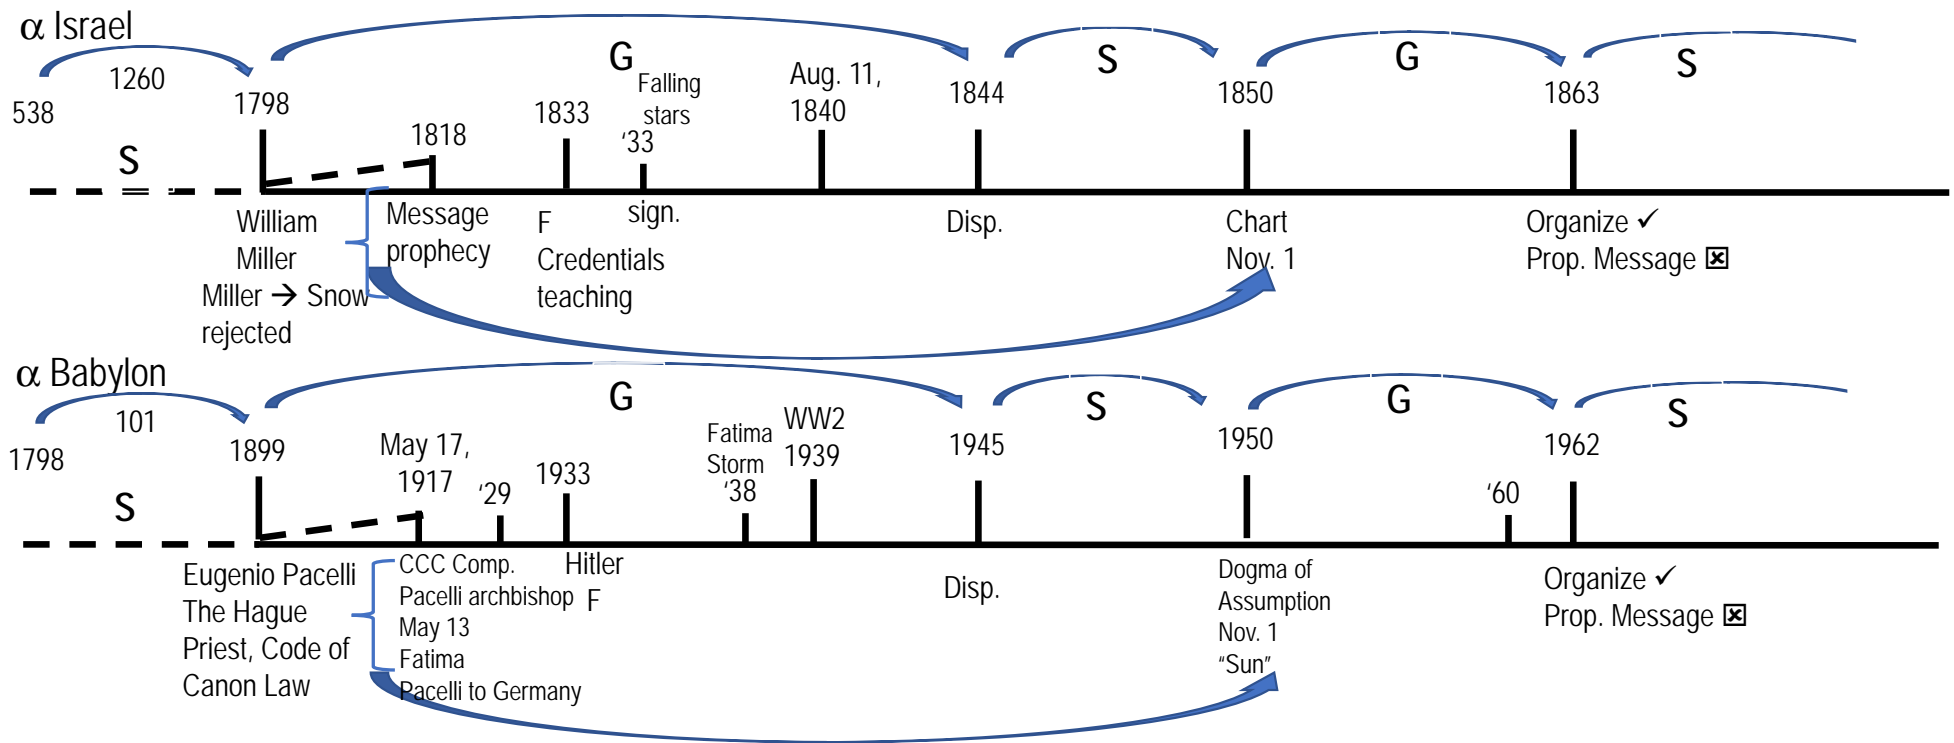 α Israel
538
1260
S
1798
G
1818
1833
Falling
stars
‘33
Aug. 11,
1840
1844
S
1850
G
1863
S
William
Miller
Miller → Snow
rejected
Message
prophecy
F
Credentials
teaching
sign.
Disp.
Chart
Nov. 1
Organize ✓
Prop. Message ☒
α Babylon
1798
101
S
1899
G
May 17,
1917
‘29
1933
Fatima
Storm
‘38
WW2
1939
1945
S
1950
G
‘60
1962
S
Eugenio Pacelli
The Hague
Priest, Code of
Canon Law
CCC Comp.
Pacelli archbishop
May 13
Fatima
Pacelli to Germany
Hitler
F
Disp.
Dogma of
Assumption
Nov. 1
“Sun”
Organize ✓
Prop. Message ☒